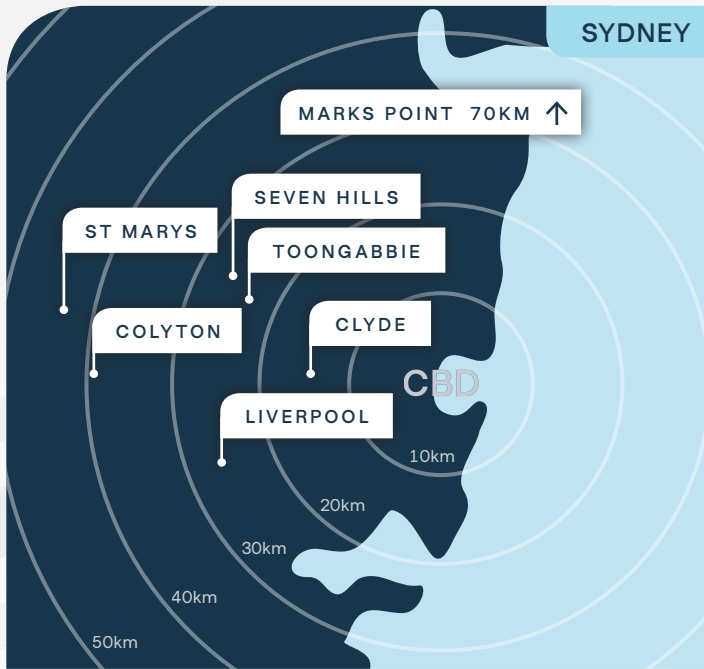 SYDNEY
MARKS POINT 70KM ↑
SEVEN HILLS
ST MARYS
TOONGABBIE
CLYDE
COLYTON
CBD
LIVERPOOL
10km
20km
30km
40km
50km